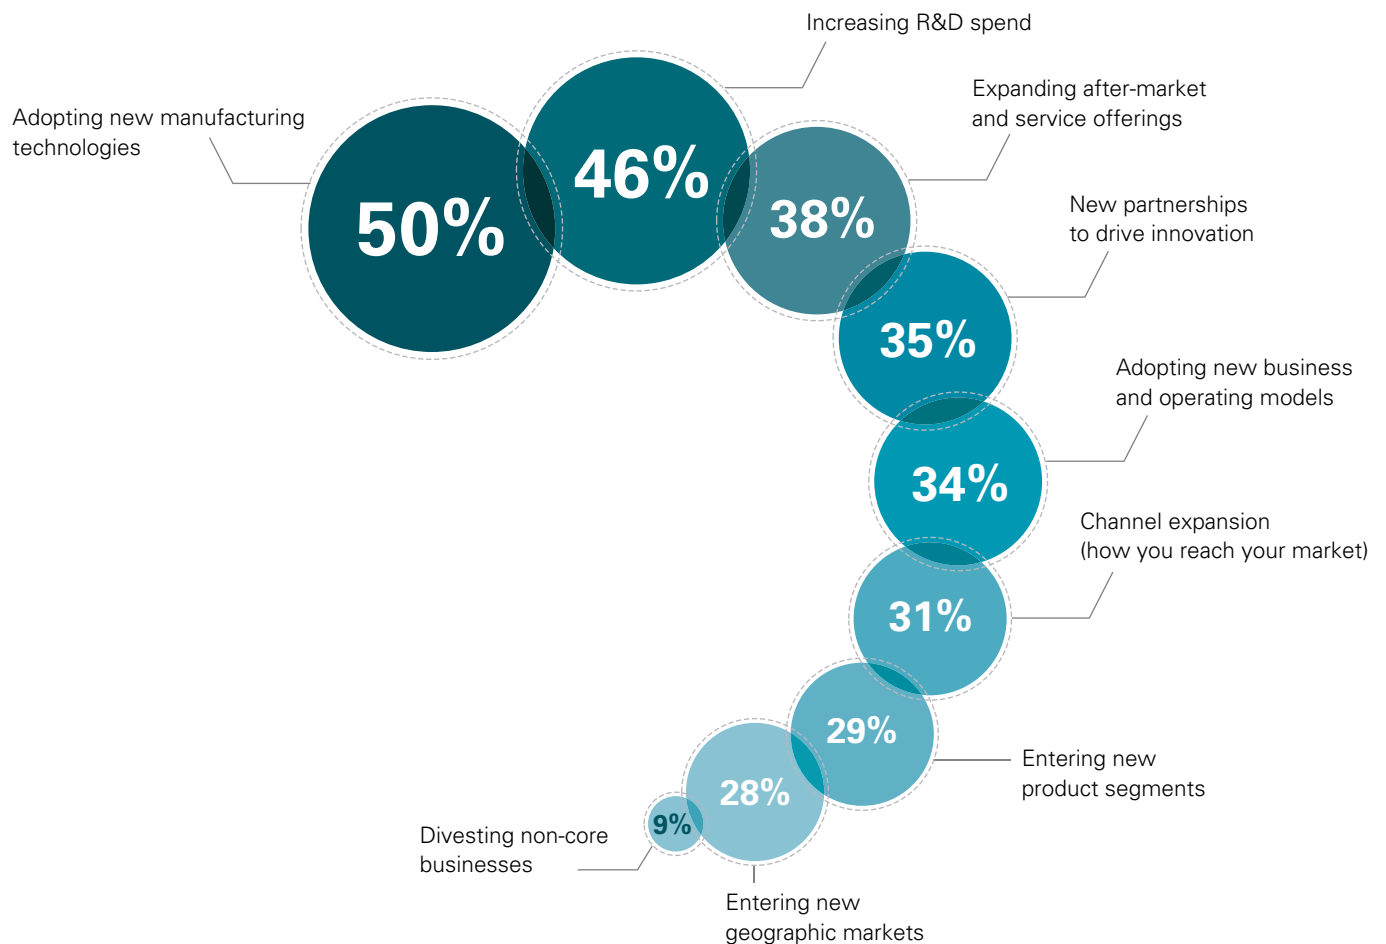 Increasing R&D spend
46%
Adopting new manufacturing
technologies
50%
Expanding after-market
and service offerings
38%
New partnerships
to drive innovation
35%
Adopting new business
and operating models
34%
Channel expansion
(how you reach your market)
31%
29%
Entering new
product segments
28%
Entering new
geographic markets
9%
Divesting non-core
businesses